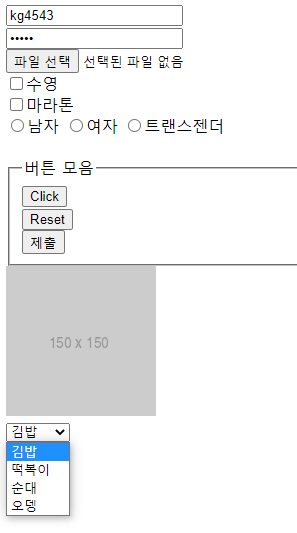 kg4543
•••••
파일 선택 선택된 파일 없음
수영
마라톤
남자 여자 트랜스젠더
버튼 모음
Click
Reset
제출
150 x 150
김밥
김밥
떡볶이
순대
오뎅